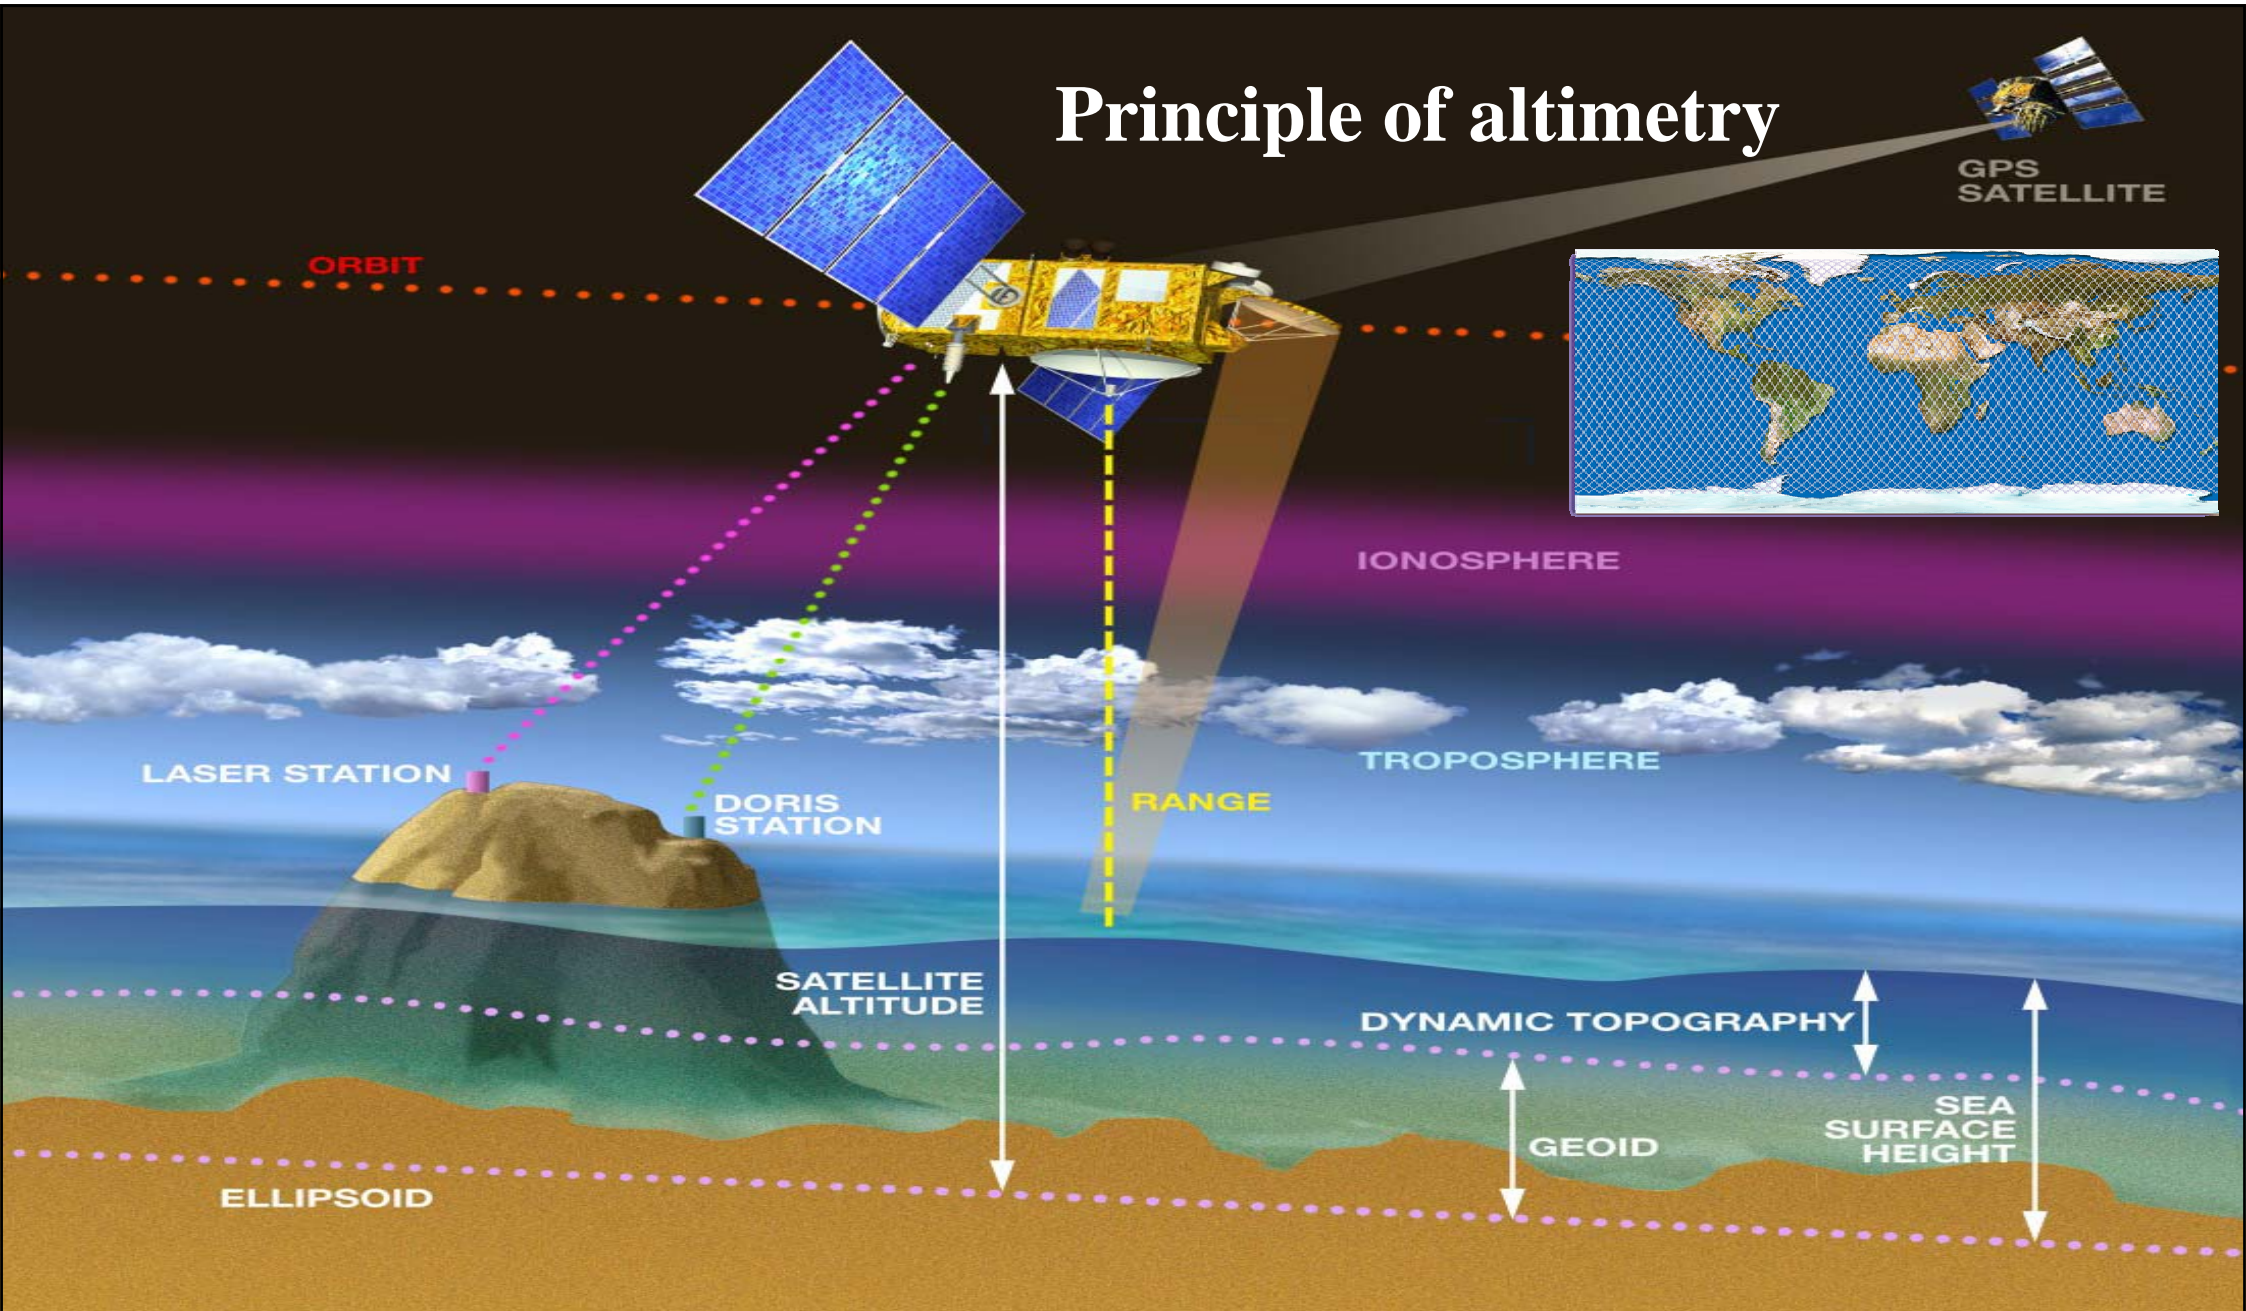 Principle of altimetry
GPS
SATELLITE
ORBIT
IONOSPHERE
TROPOSPHERE
LASER STATION
DORIS
STATION
RANGE
SATELLITE
ALTITUDE
DYNAMIC TOPOGRAPHY
SEA
SURFACE
HEIGHT
GEOID
ELLIPSOID